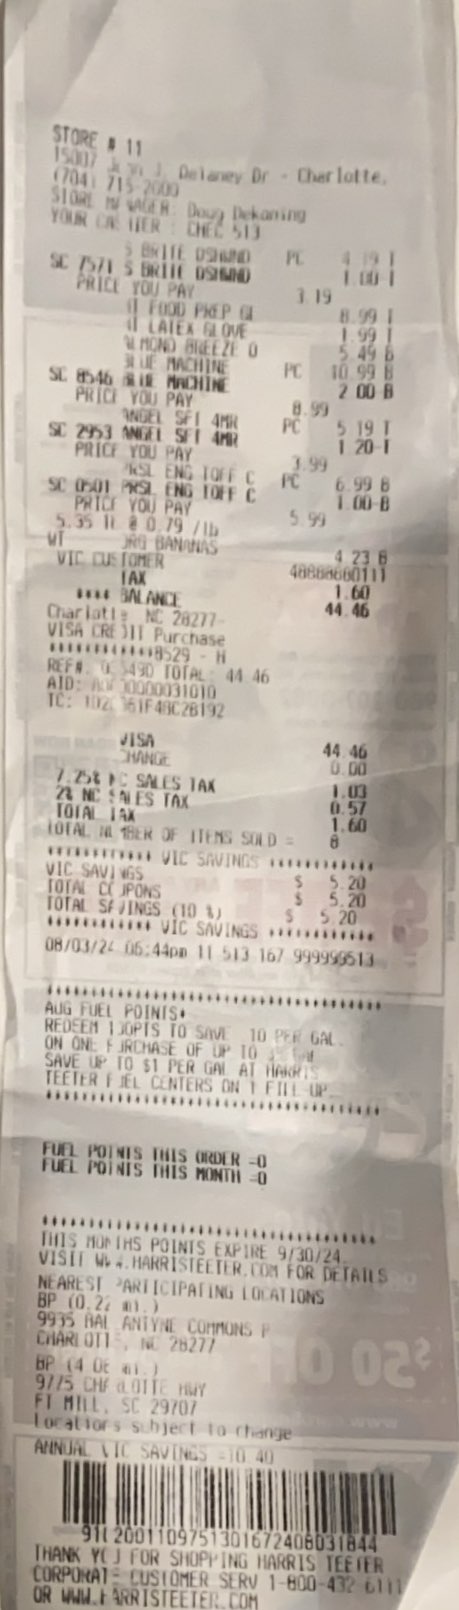 STORE # 11
15007 Delaney Dr - Charlotte,
(704) 715-2000
STORE MANAGER: Doug Dekoning
YOUR CASHIER : CHEC 513
S BRITE DSHWND PC 4.19 T
SC 7571 S BRITE DSHWND 1.00-T
PRICE YOU PAY 3.19
HT FOOD PREP GL 8.99 T
HT LATEX GLOVE 1.99 T
ALMOND BREEZE O 5.49 B
BLUE MACHINE PC 10.99 B
SC 8546 BLUE MACHINE 2.00-B
PRICE YOU PAY 8.99
ANGEL SFT 4MR PC 5.19 T
SC 2953 ANGEL SFT 4MR 1.20-T
PRICE YOU PAY 3.99
PRSL ENG TOFF C PC 6.99 B
SC 0501 PRSL ENG TOFF C 1.00-B
PRICE YOU PAY 5.99
5.35 lb @ 0.79 /lb
WT ORG BANANAS 4.23 B
VIC CUSTOMER 48888880111
TAX 1.60
**** BALANCE 44.46
Charlotte NC 28277-
VISA CREDIT Purchase
************8529 - H
REF#: TOTAL: 44.46
AID: A0000000031010
TC:
VISA 44.46
CHANGE 0.00
7.25% NC SALES TAX 1.03
2% NC SALES TAX 0.57
TOTAL TAX 1.60
TOTAL NUMBER OF ITEMS SOLD = 8
************ VIC SAVINGS ************
VIC SAVINGS $ 5.20
TOTAL COUPONS $ 5.20
TOTAL SAVINGS (10 %) $ 5.20
************ VIC SAVINGS ************
08/03/24 06:44pm 11 513 167 999999513
**************************************
AUG FUEL POINTS*
REDEEM 100PTS TO SAVE .10 PER GAL.
ON ONE PURCHASE OF UP TO GAL
SAVE UP TO $1 PER GAL AT HARRIS
TEETER FUEL CENTERS ON 1 FILL-UP.
**************************************
FUEL POINTS THIS ORDER =0
FUEL POINTS THIS MONTH =0
**************************************
THIS MONTHS POINTS EXPIRE 9/30/24.
VISIT WWW.HARRISTEETER.COM FOR DETAILS
NEAREST PARTICIPATING LOCATIONS
BP (0.22 mi.)
9935 BALLANTYNE COMMONS P
CHARLOTTE, NC 28277
BP (4.06 mi.)
9775 CHARLOTTE HWY
FT MILL, SC 29707
Locations subject to change
ANNUAL VIC SAVINGS =10.40
THANK YOU FOR SHOPPING HARRIS TEETER
CORPORATE CUSTOMER SERV 1-800-432-6111
OR WWW.HARRISTEETER.COM
$50 OFF